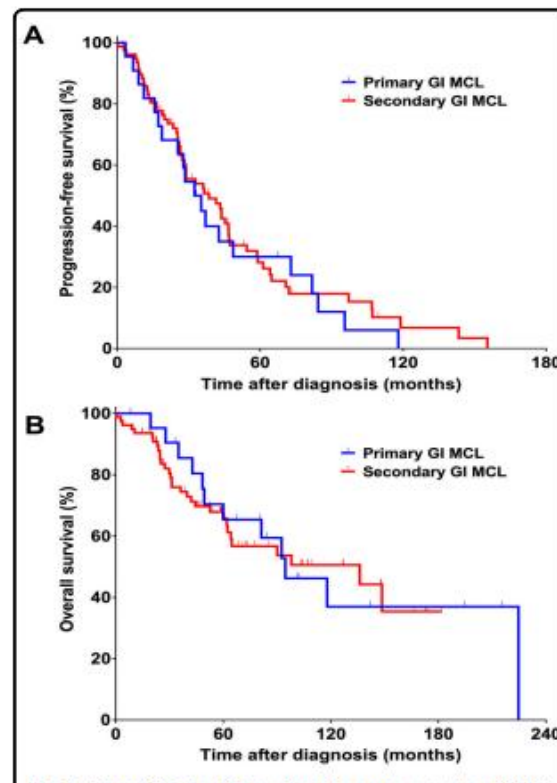 A
100
80
60
40
20
0
Progression-free survival (%)
Primary GI MCL
Secondary GI MCL
0 60 120 180
Time after diagnosis (months)
B
100
80
60
40
20
0
Overall survival (%)
Primary GI MCL
Secondary GI MCL
0 60 120 180 240
Time after diagnosis (months)